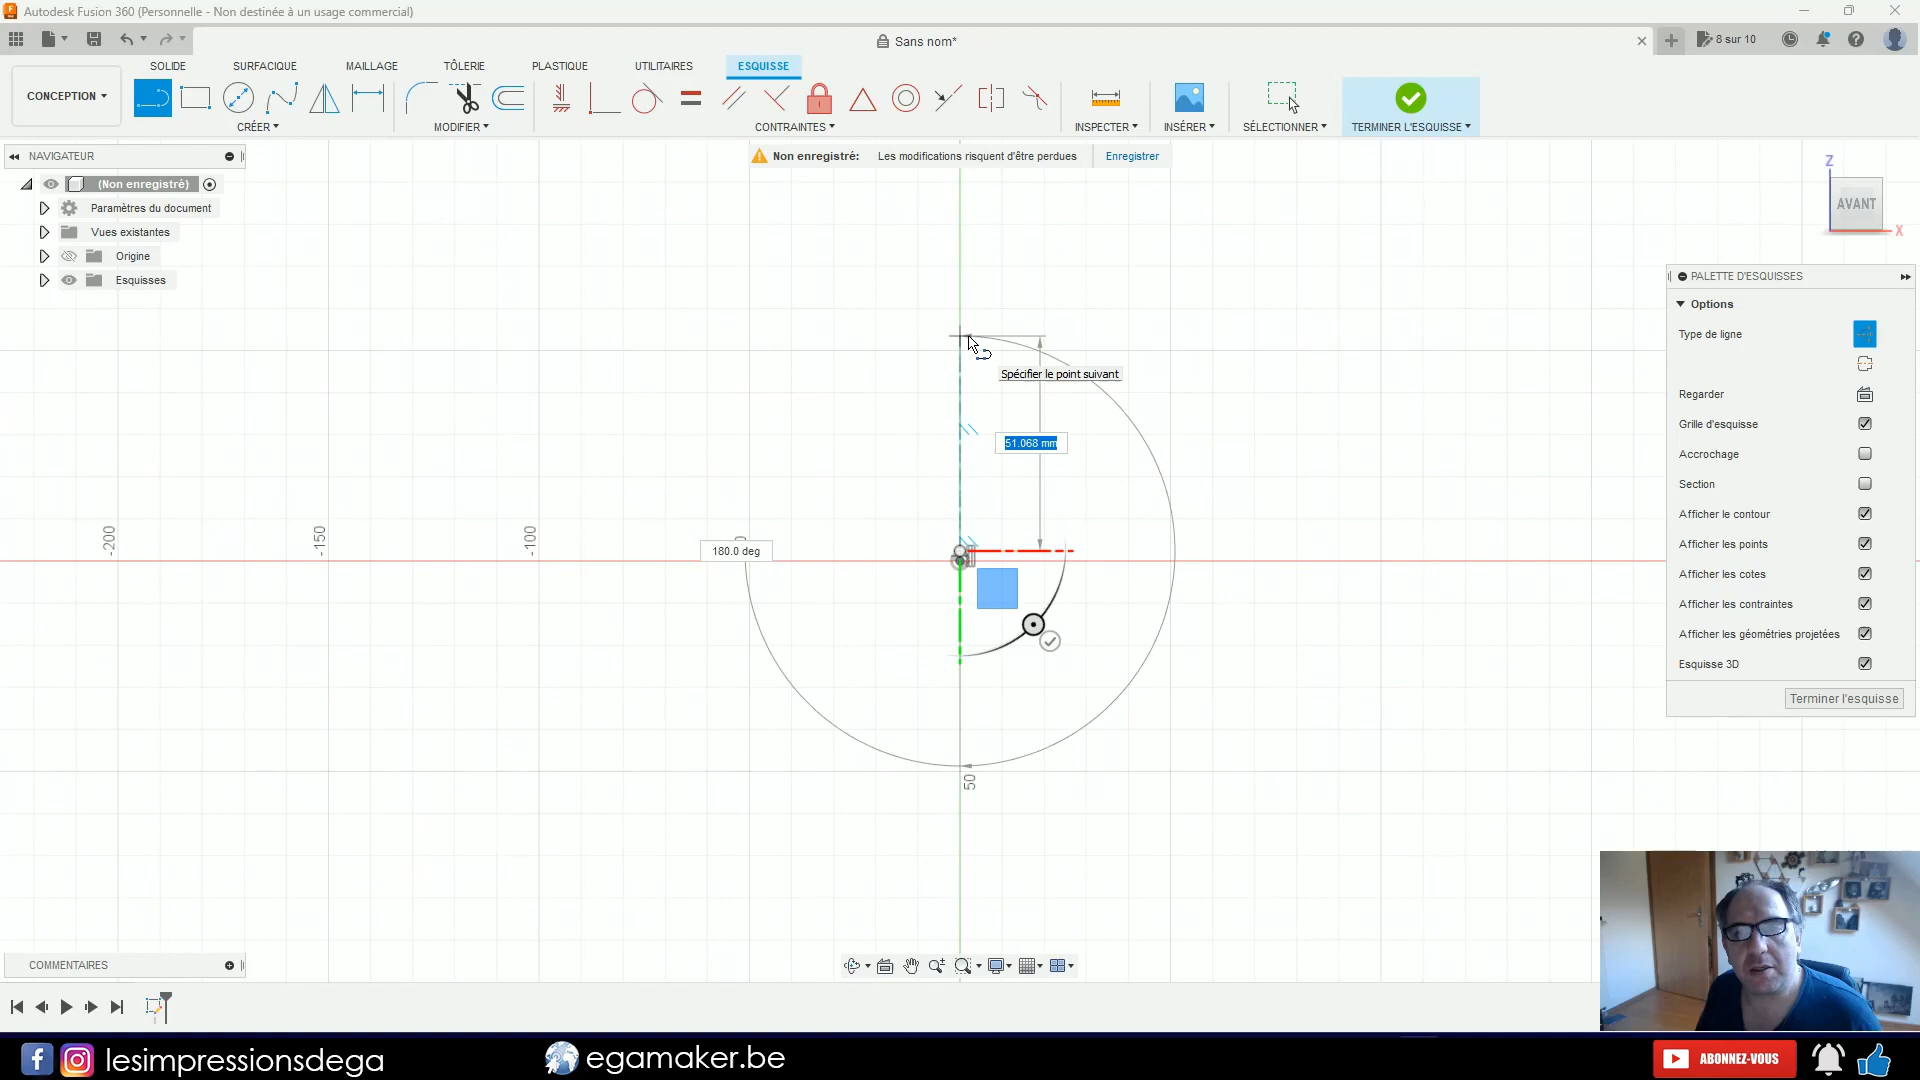 Autodesk Fusion 360 (Personnelle - Non destinée à un usage commercial)
Sans nom*
8 sur 10
SOLIDE
SURFACIQUE
MAILLAGE
TÔLERIE
PLASTIQUE
UTILITAIRES
ESQUISSE
CONCEPTION
CRÉER
MODIFIER
CONTRAINTES
INSPECTER
INSÉRER
SÉLECTIONNER
TERMINER L'ESQUISSE
NAVIGATEUR
Non enregistré: Les modifications risquent d'être perdues Enregistrer
(Non enregistré)
Paramètres du document
Vues existantes
Origine
Esquisses
Z
AVANT
X
PALETTE D'ESQUISSES
Options
Type de ligne
Regarder
Grille d'esquisse
Accrochage
Section
Afficher le contour
Afficher les points
Afficher les cotes
Afficher les contraintes
Afficher les géométries projetées
Esquisse 3D
Terminer l'esquisse
Spécifier le point suivant
51.068 mm
180.0 deg
-200
-150
-100
50
COMMENTAIRES
lesimpressionsdega
egamaker.be
ABONNEZ-VOUS